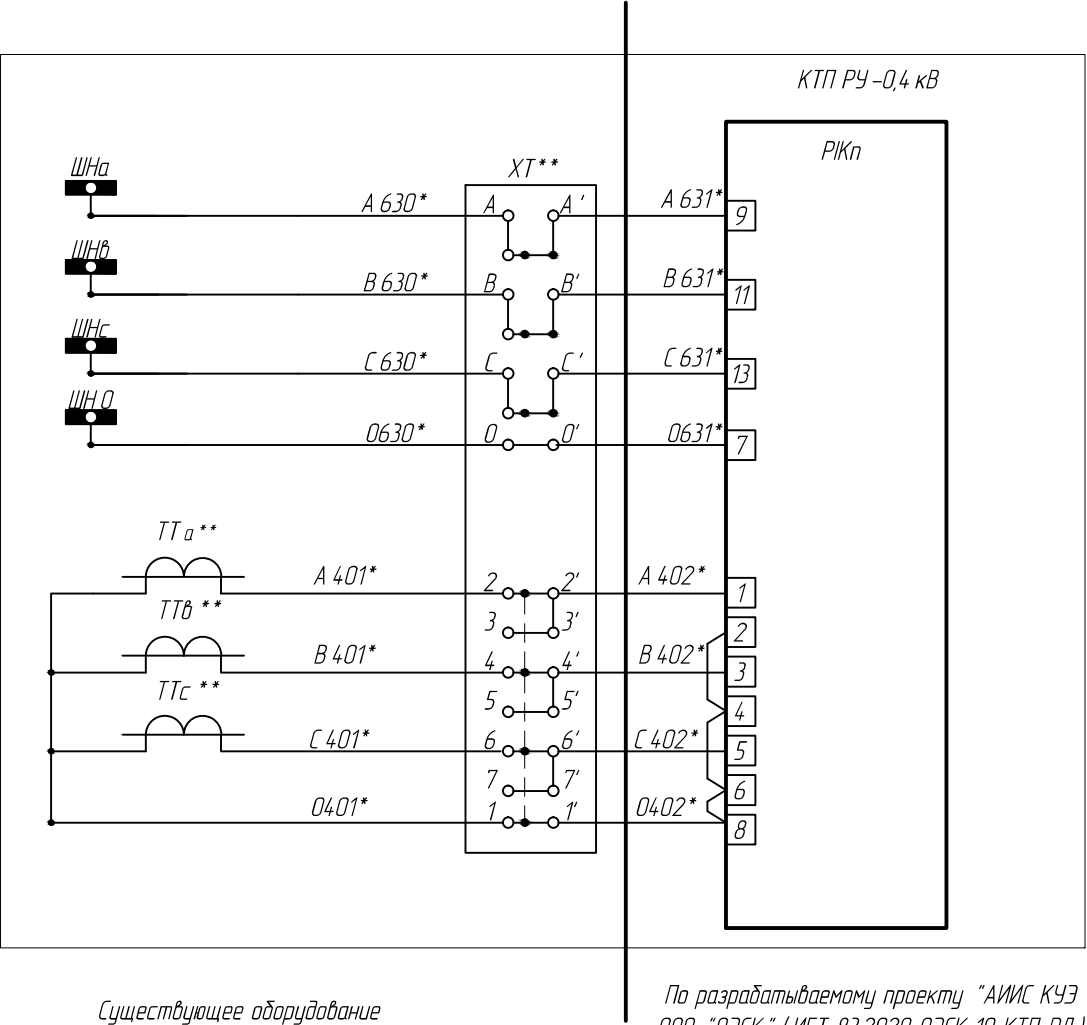 КТП РУ -0,4 кВ
PIKп
ХТ**
ШНа
А 630* А А' А 631* 9
ШНв
В 630* В В' В 631* 11
ШНс
С 630* С С' С 631* 13
ШН 0
0630* 0 0' 0631* 7
ТТа**
А 401* 2 2' А 402* 1
3 3' 2
ТТв **
В 401* 4 4' В 402* 3
5 5' 4
ТТс **
С 401* 6 6' С 402* 5
7 7' 6
0401* 1 1' 0402* 8
Существующее оборудование
По разрабатываемому проекту "АИИС КУЭ